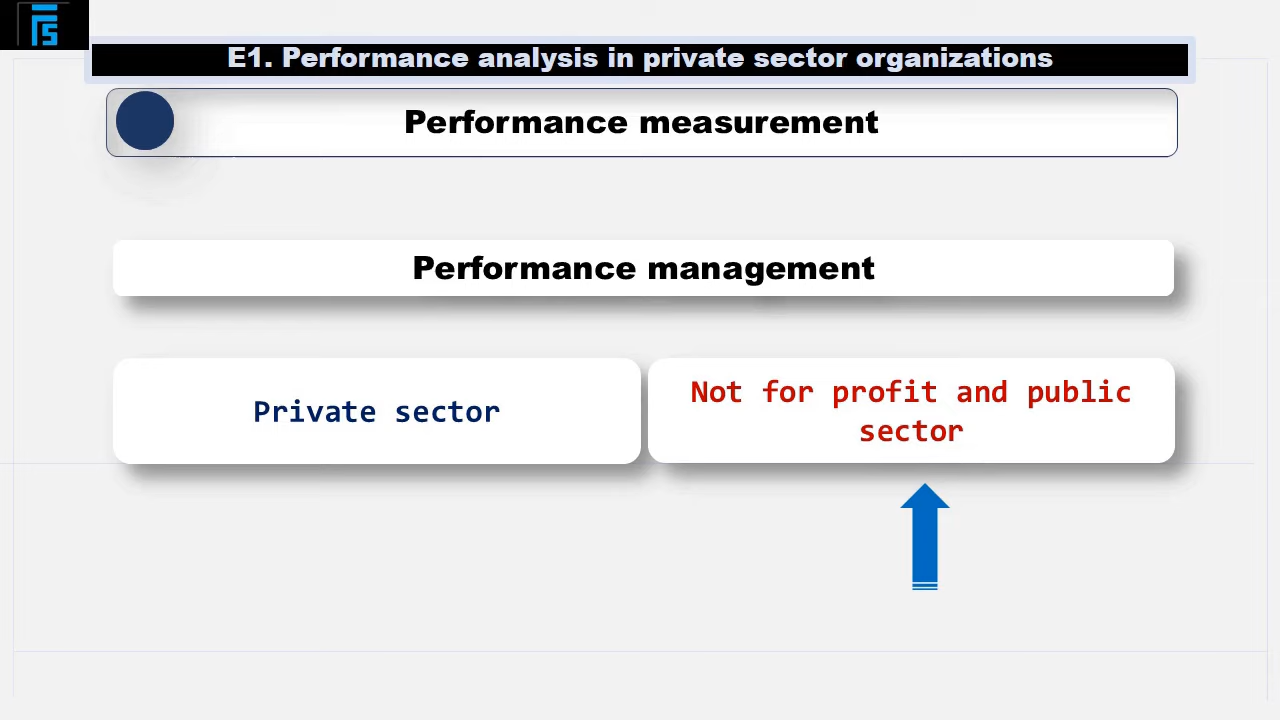 E1. Performance analysis in private sector organizations
Performance measurement
Performance management
Private sector
Not for profit and public
sector